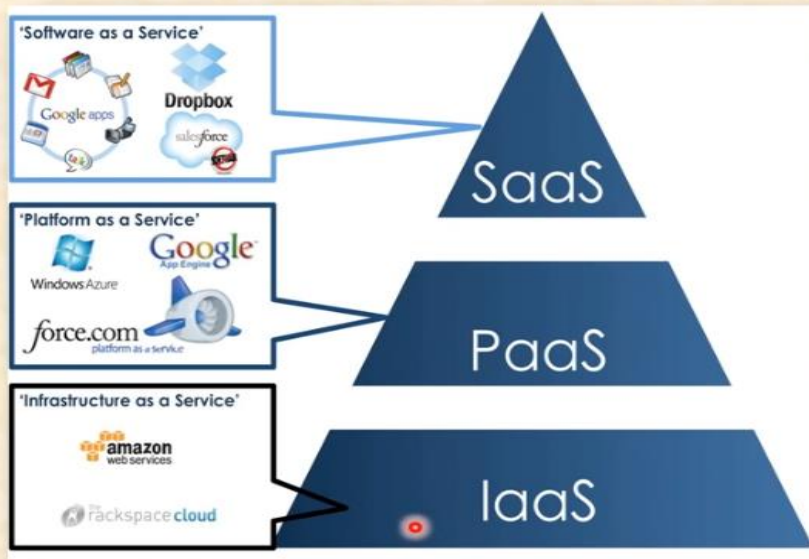 'Software as a Service'
Google apps
Dropbox
salesforce
SaaS
'Platform as a Service'
Google
App Engine
Windows Azure
force.com
platform as a service
PaaS
'Infrastructure as a Service'
amazon
web services
the
rackspace cloud
IaaS